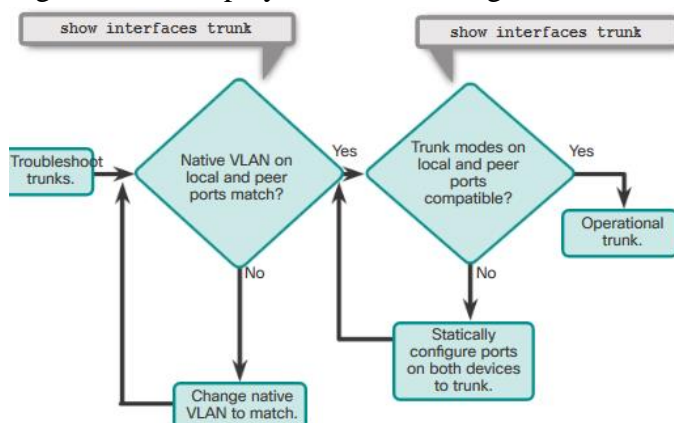 show interfaces trunk
show interfaces trunk
Troubleshoot
trunks.
Native VLAN on
local and peer
ports match?
Yes
Trunk modes on
local and peer
ports
compatible?
Yes
Operational
trunk.
No
Change native
VLAN to match.
No
Statically
configure ports
on both devices
to trunk.